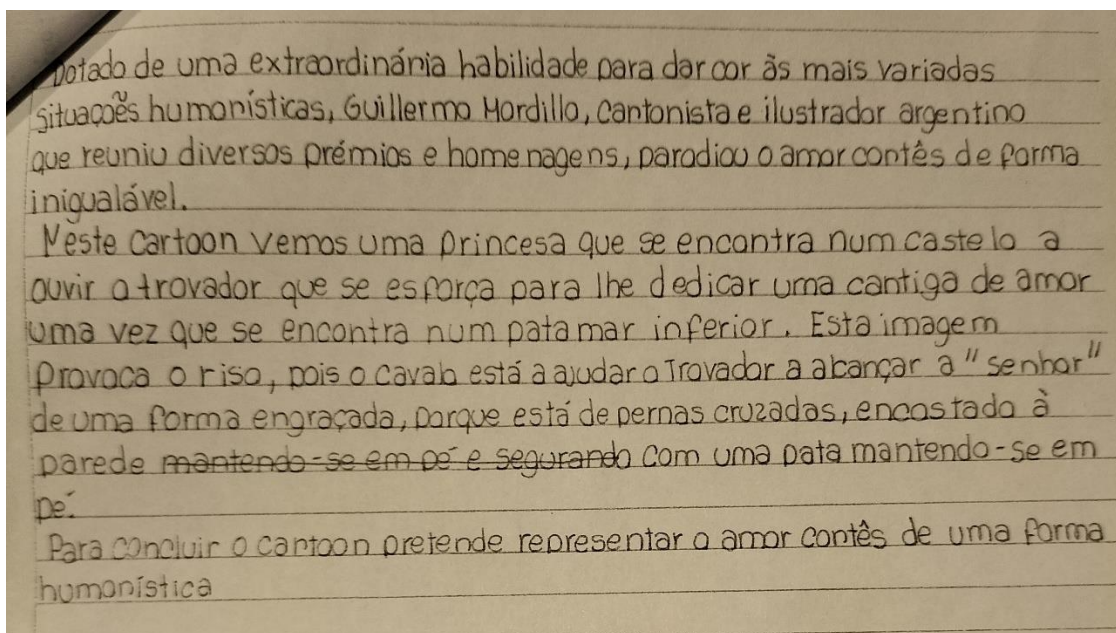 Dotado de uma extraordinária habilidade para dar cor às mais variadas
situações humorísticas, Guillermo Mordillo, cartonista e ilustrador argentino
que reuniu diversos prémios e homenagens, parodiou o amor cortês de forma
inigualável.
Neste cartoon vemos uma princesa que se encontra num castelo a
ouvir o trovador que se esforça para lhe dedicar uma cantiga de amor
uma vez que se encontra num patamar inferior. Esta imagem
provoca o riso, pois o cavalo está a ajudar o Trovador a alcançar a "senhor"
de uma forma engraçada, porque está de pernas cruzadas, encostado à
parede mantendo-se em pé e segurando com uma pata mantendo-se em
pé.
Para concluir o cartoon pretende representar o amor cortês de uma forma
humorística